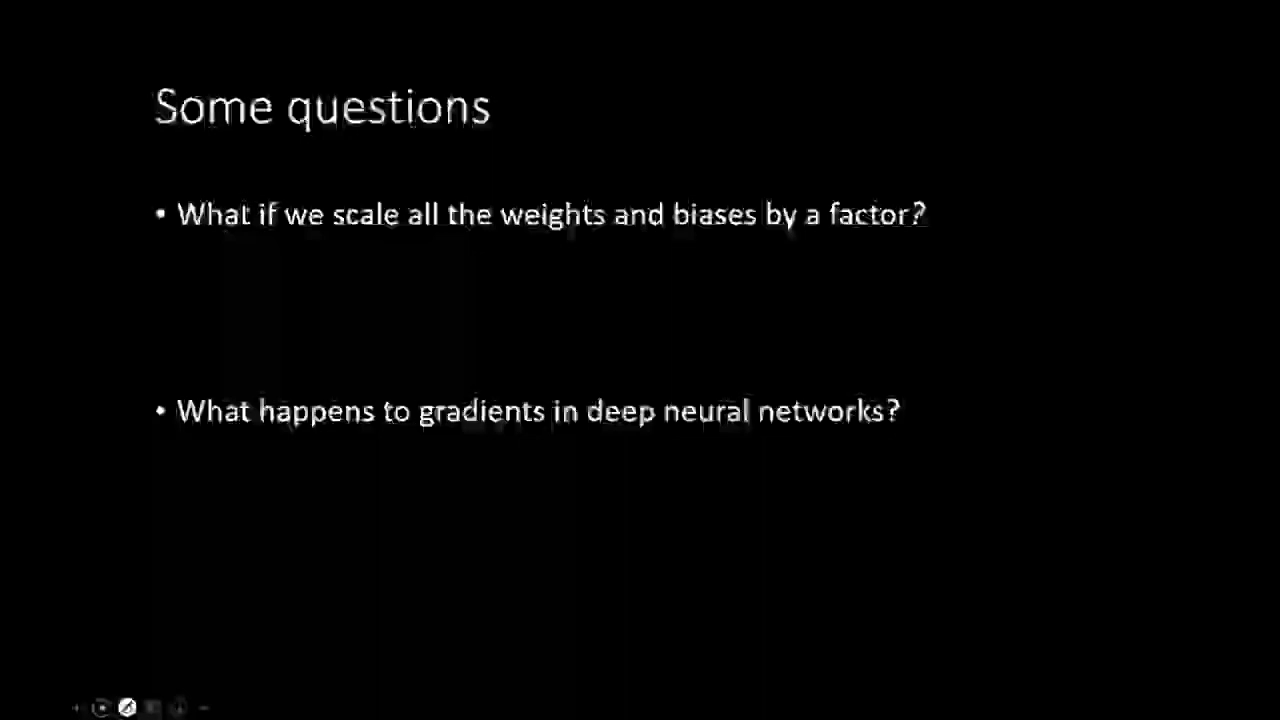 Some questions
• What if we scale all the weights and biases by a factor?
• What happens to gradients in deep neural networks?